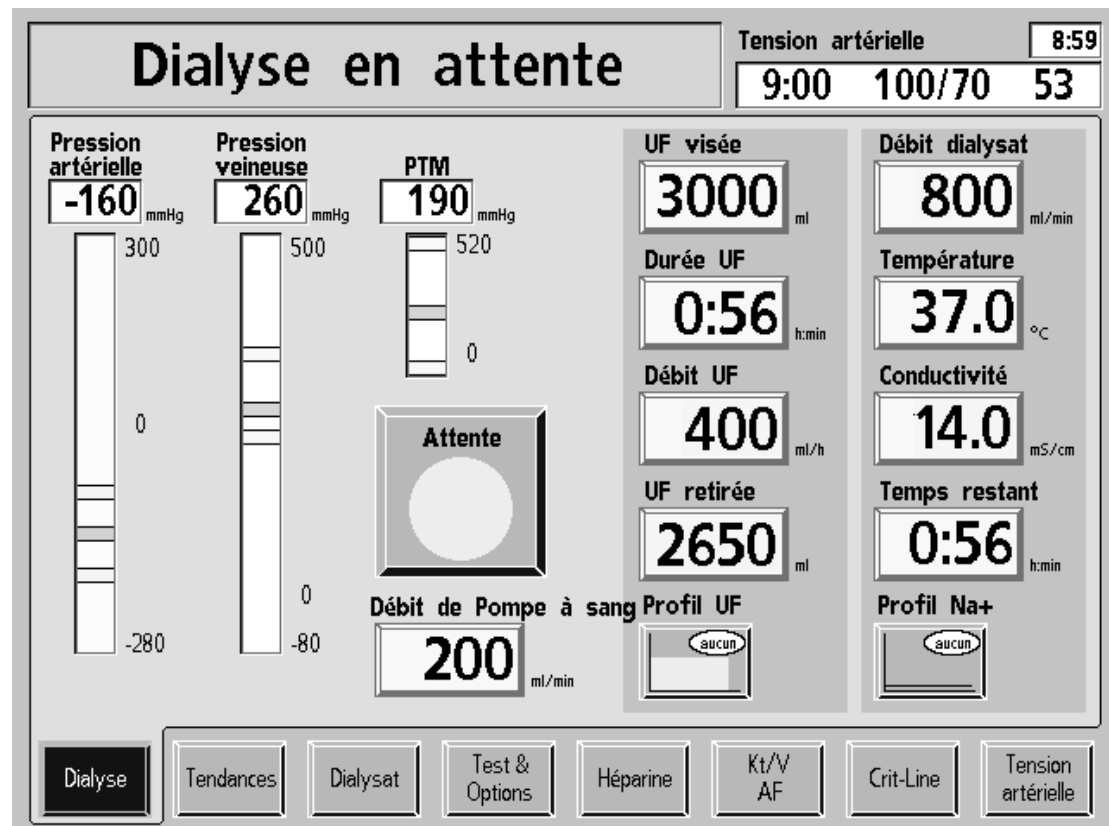 Dialyse en attente
Tension artérielle
8:59
9:00 100/70 53
Pression
artérielle
-160 mmHg
300
0
-280
Pression
veineuse
260 mmHg
500
0
-80
PTM
190 mmHg
520
0
Attente
Débit de Pompe à sang
200 ml/min
UF visée
3000 ml
Durée UF
0:56 h:min
Débit UF
400 ml/h
UF retirée
2650 ml
Profil UF
aucun
Débit dialysat
800 ml/min
Température
37.0 °C
Conductivité
14.0 mS/cm
Temps restant
0:56 h:min
Profil Na+
aucun
Dialyse
Tendances
Dialysat
Test &
Options
Héparine
Kt/V
AF
Crit-Line
Tension
artérielle